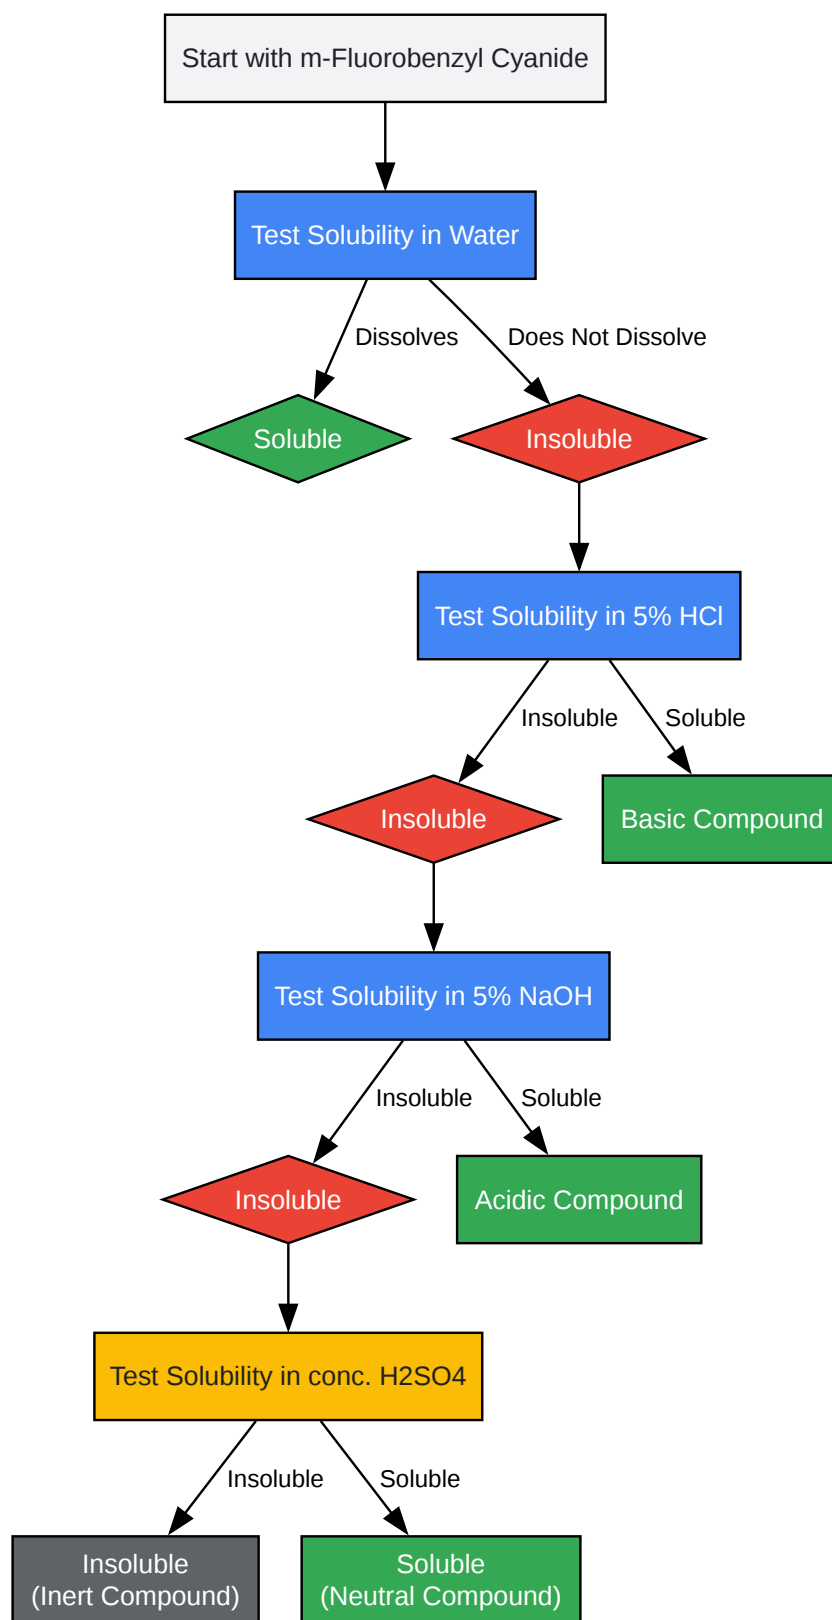 Start with m-Fluorobenzyl Cyanide
Test Solubility in Water
Dissolves
Does Not Dissolve
Soluble
Insoluble
Test Solubility in 5% HCl
Insoluble
Soluble
Insoluble
Basic Compound
Test Solubility in 5% NaOH
Insoluble
Soluble
Insoluble
Acidic Compound
Test Solubility in conc. H2SO4
Insoluble
Soluble
Insoluble
(Inert Compound)
Soluble
(Neutral Compound)